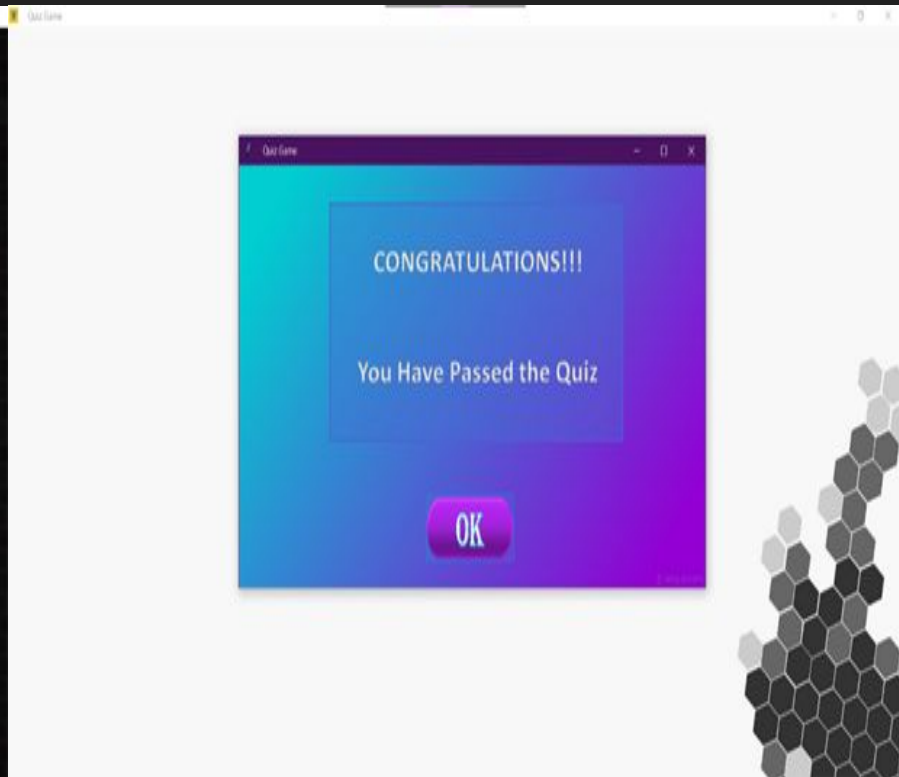 Quiz Game
Quiz Game
CONGRATULATIONS!!!
You Have Passed the Quiz
OK